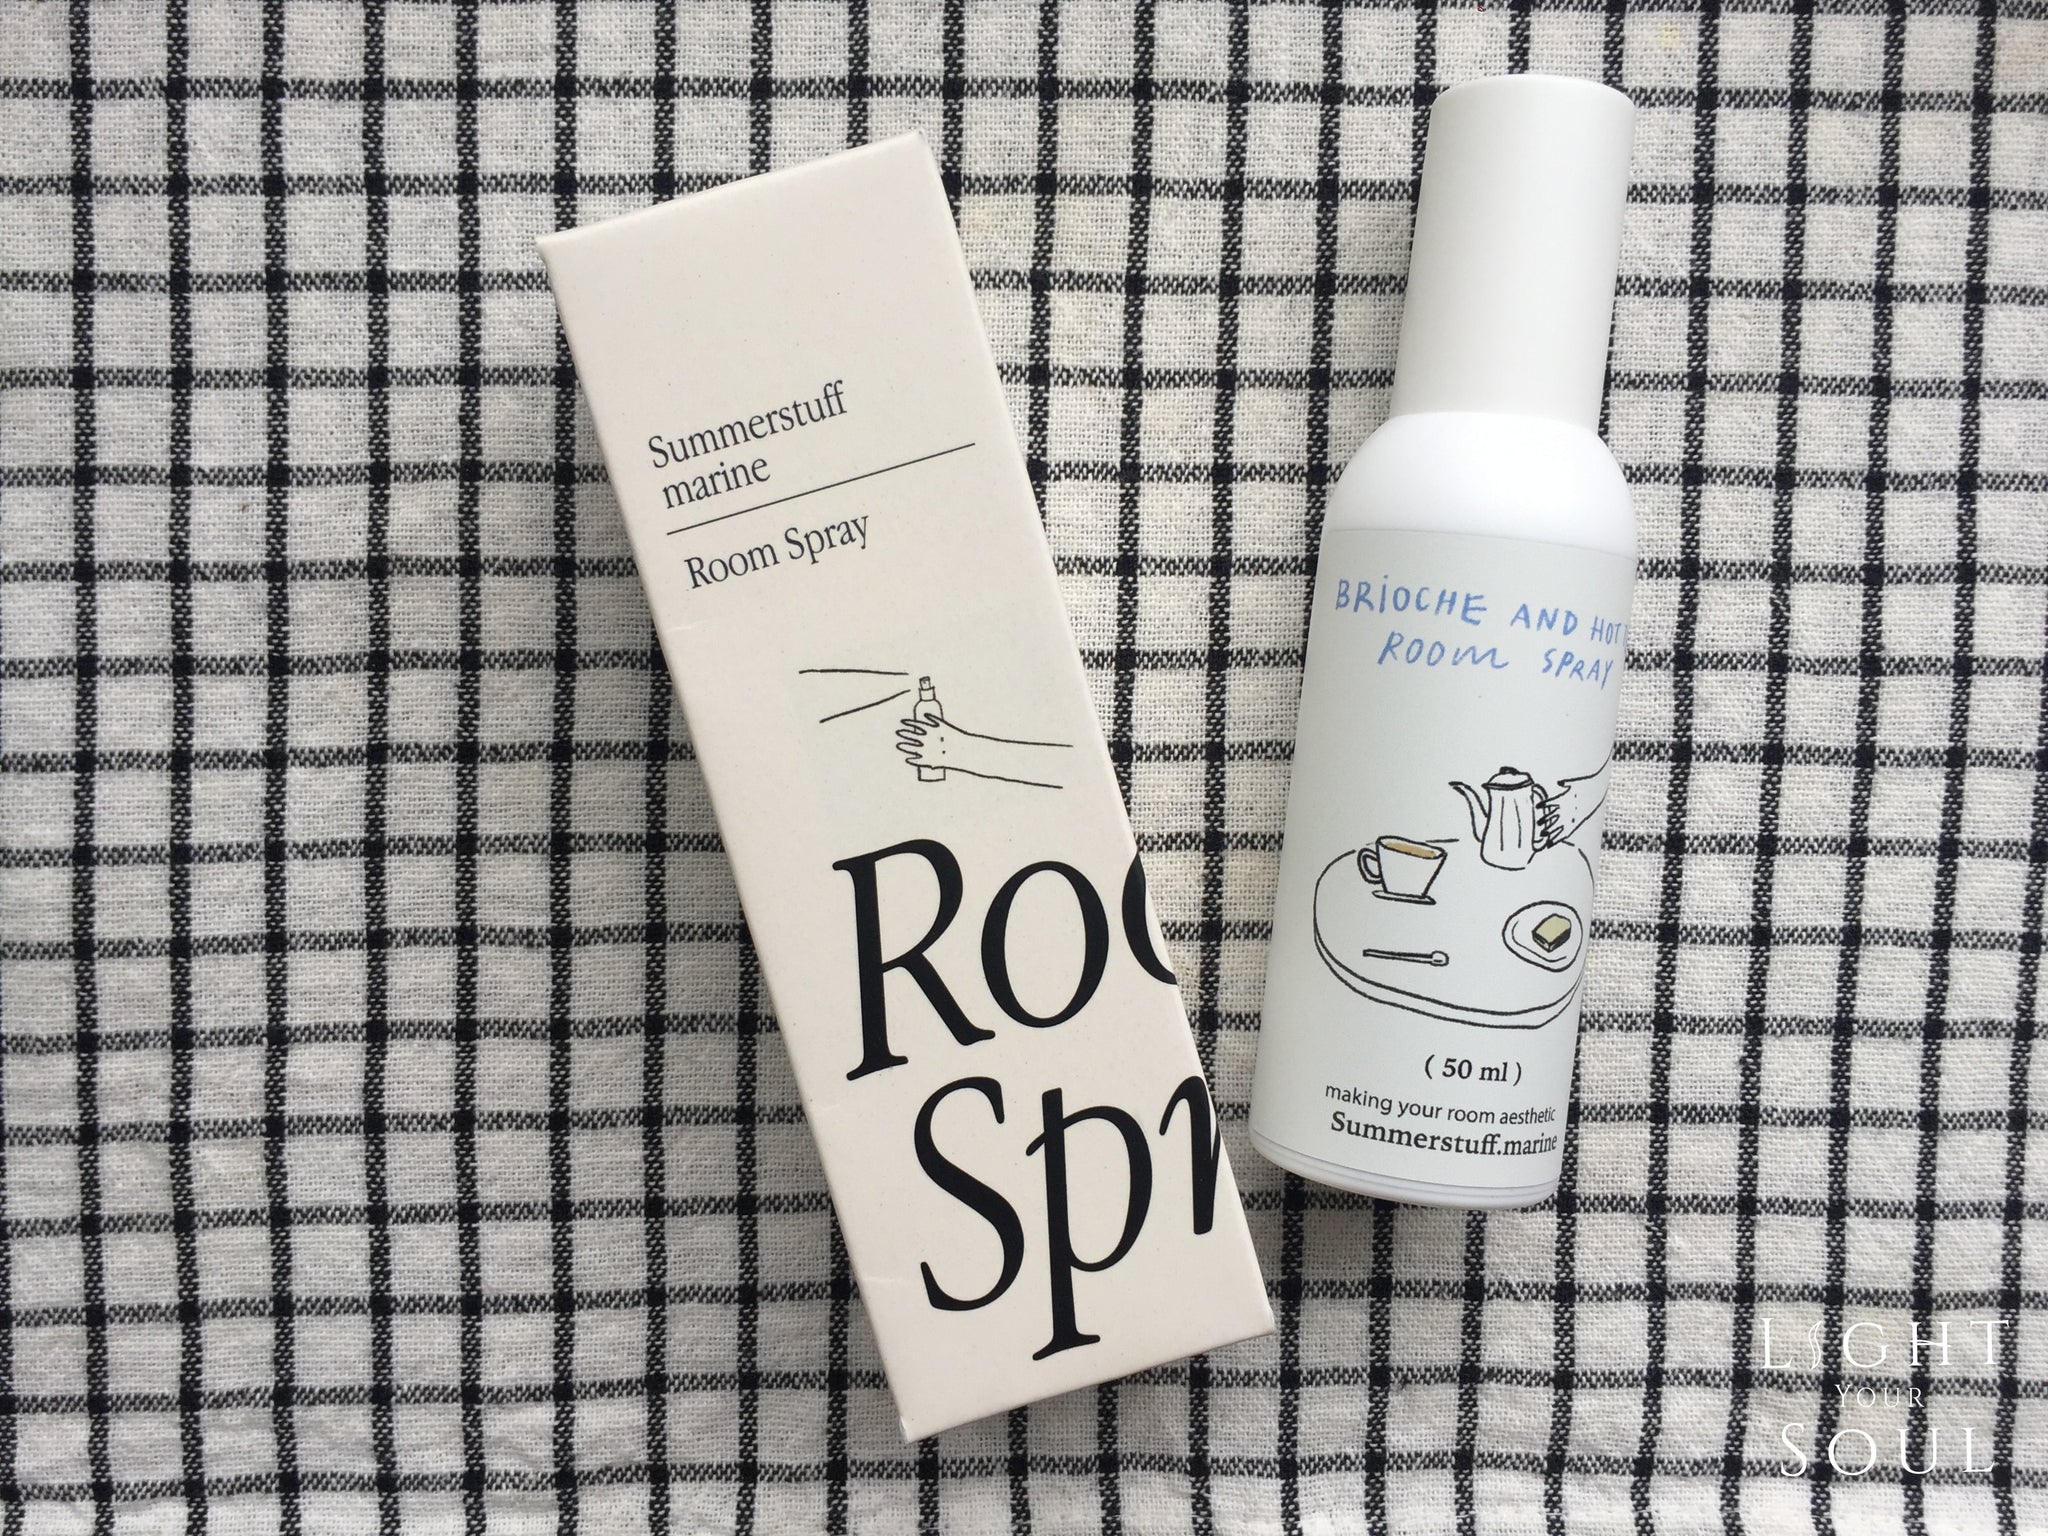 Summerstuff
marine
Room Spray
Roo
Spr
BRiOCHE AND HOT
ROOM SPRAY
( 50 ml )
making your room aesthetic
Summerstuff.marine
LIGHT
YOUR
SOUL